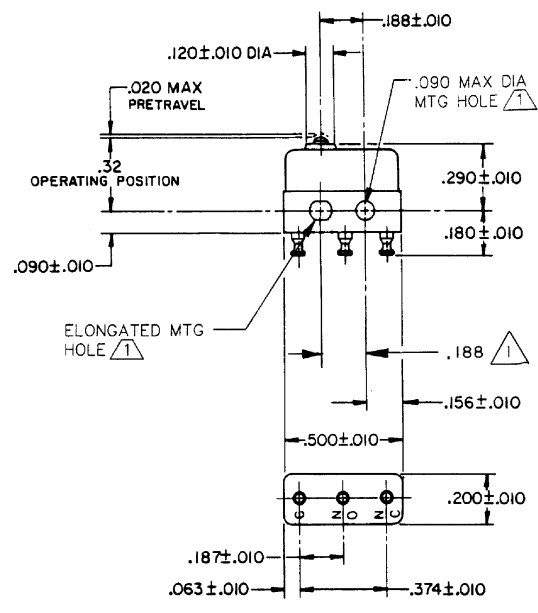 .188±.010
.120±.010 DIA
.020 MAX
PRETRAVEL
.090 MAX DIA
MTG HOLE 1
.32
OPERATING POSITION
.290±.010
.180±.010
.090±.010
ELONGATED MTG
HOLE 1
.188 1
.156±.010
.500±.010
G N O N C
.200±.010
.187±.010
.063±.010
.374±.010